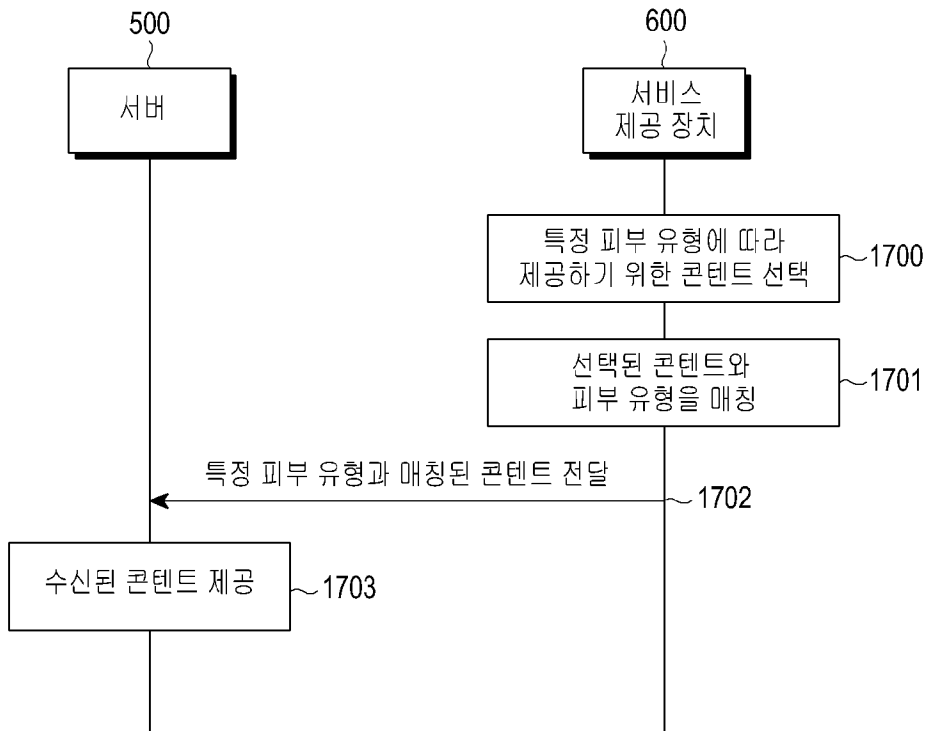 500
600
서버
서비스
제공 장치
특정 피부 유형에 따라
제공하기 위한 콘텐트 선택
1700
선택된 콘텐트와
피부 유형을 매칭
1701
특정 피부 유형과 매칭된 콘텐트 전달
1702
수신된 콘텐트 제공
1703